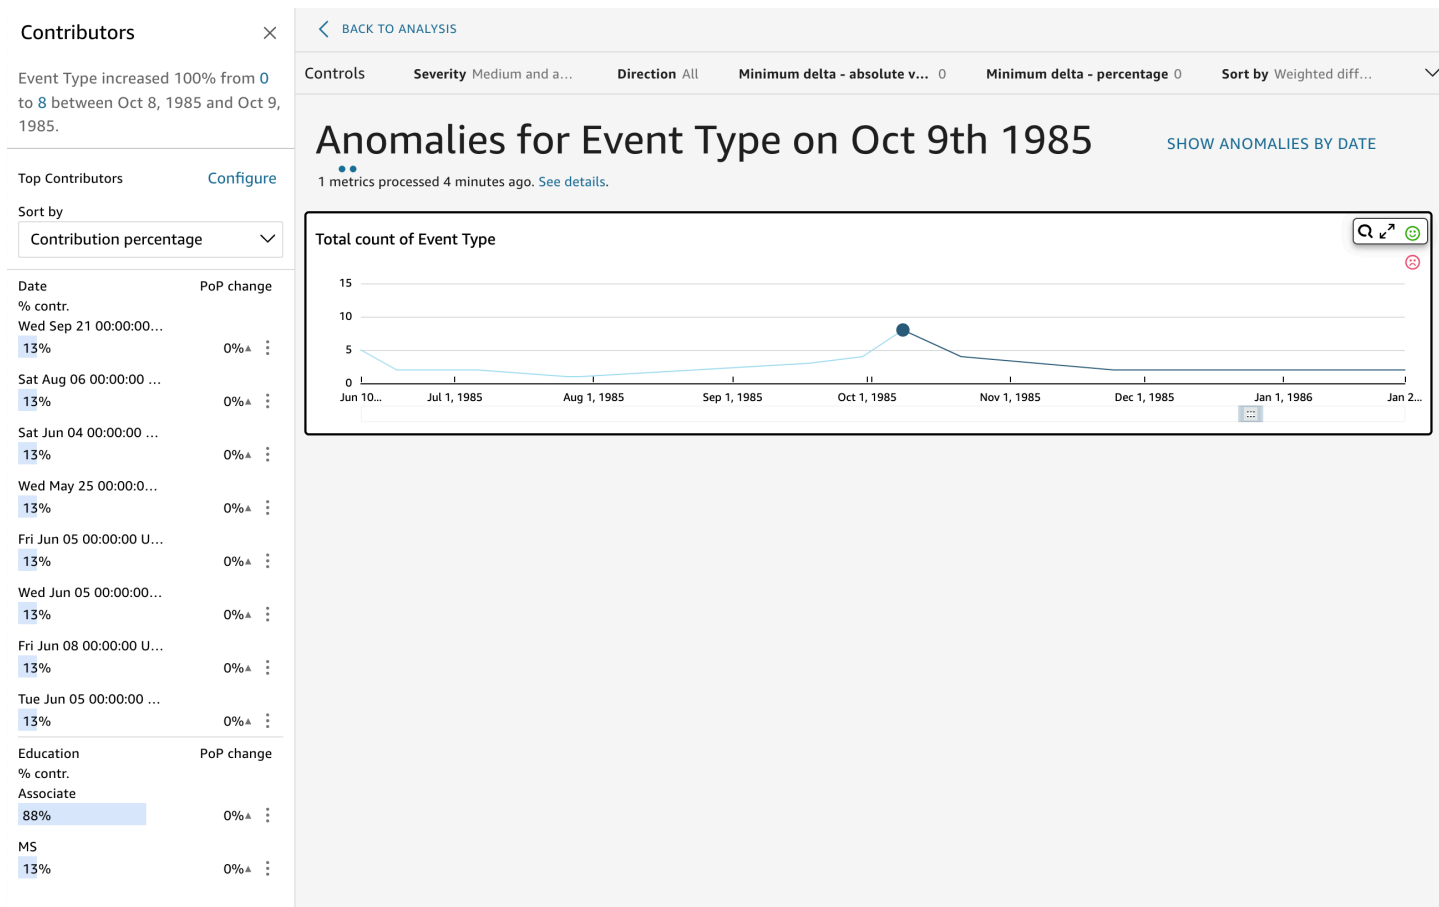 Contributors
Event Type increased 100% from 0
to 8 between Oct 8, 1985 and Oct 9,
1985.
Top Contributors Configure
Sort by
Contribution percentage
Date PoP change
% contr.
Wed Sep 21 00:00:00...
13% 0%▲
Sat Aug 06 00:00:00 ...
13% 0%▲
Sat Jun 04 00:00:00 ...
13% 0%▲
Wed May 25 00:00:0...
13% 0%▲
Fri Jun 05 00:00:00 U...
13% 0%▲
Wed Jun 05 00:00:00...
13% 0%▲
Fri Jun 08 00:00:00 U...
13% 0%▲
Tue Jun 05 00:00:00 ...
13% 0%▲
Education PoP change
% contr.
Associate
88% 0%▲
MS
13% 0%▲
BACK TO ANALYSIS
Controls Severity Medium and a... Direction All Minimum delta - absolute v... 0 Minimum delta - percentage 0 Sort by Weighted diff...
Anomalies for Event Type on Oct 9th 1985 SHOW ANOMALIES BY DATE
1 metrics processed 4 minutes ago. See details.
Total count of Event Type
15
10
5
0
Jun 10... Jul 1, 1985 Aug 1, 1985 Sep 1, 1985 Oct 1, 1985 Nov 1, 1985 Dec 1, 1985 Jan 1, 1986 Jan 2...